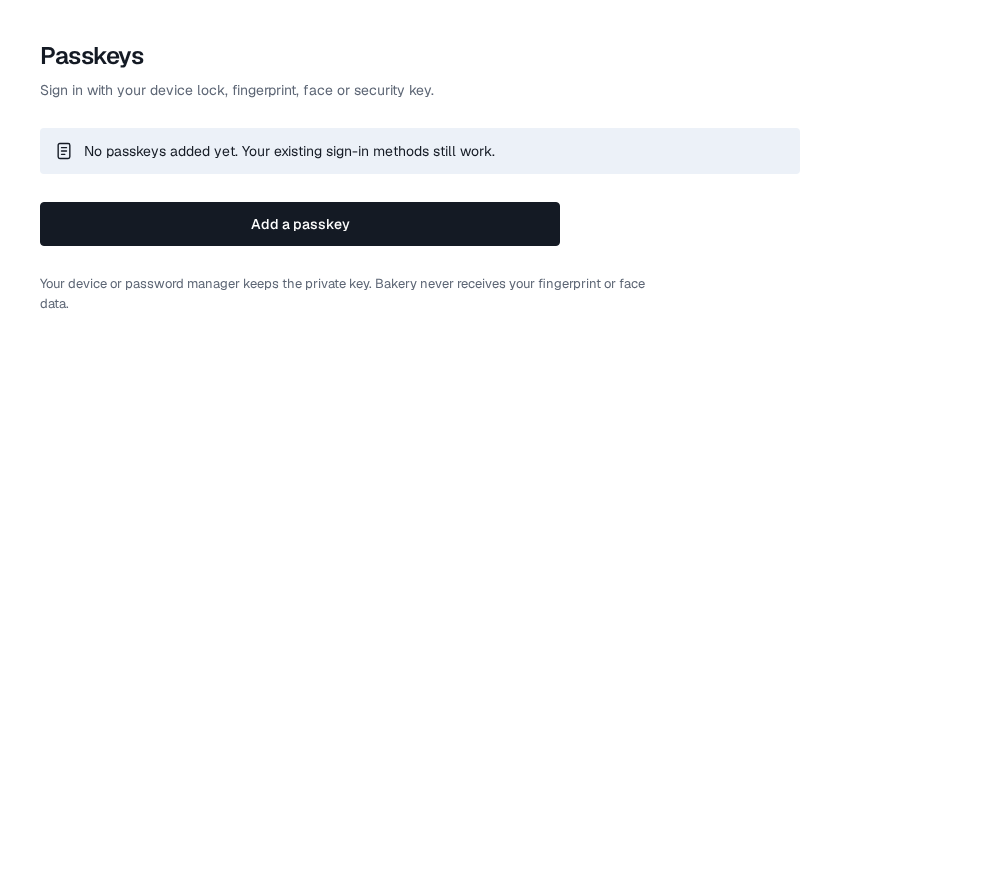 Passkeys
Sign in with your device lock, fingerprint, face or security key.
No passkeys added yet. Your existing sign-in methods still work.
Add a passkey
Your device or password manager keeps the private key. Bakery never receives your fingerprint or face
data.